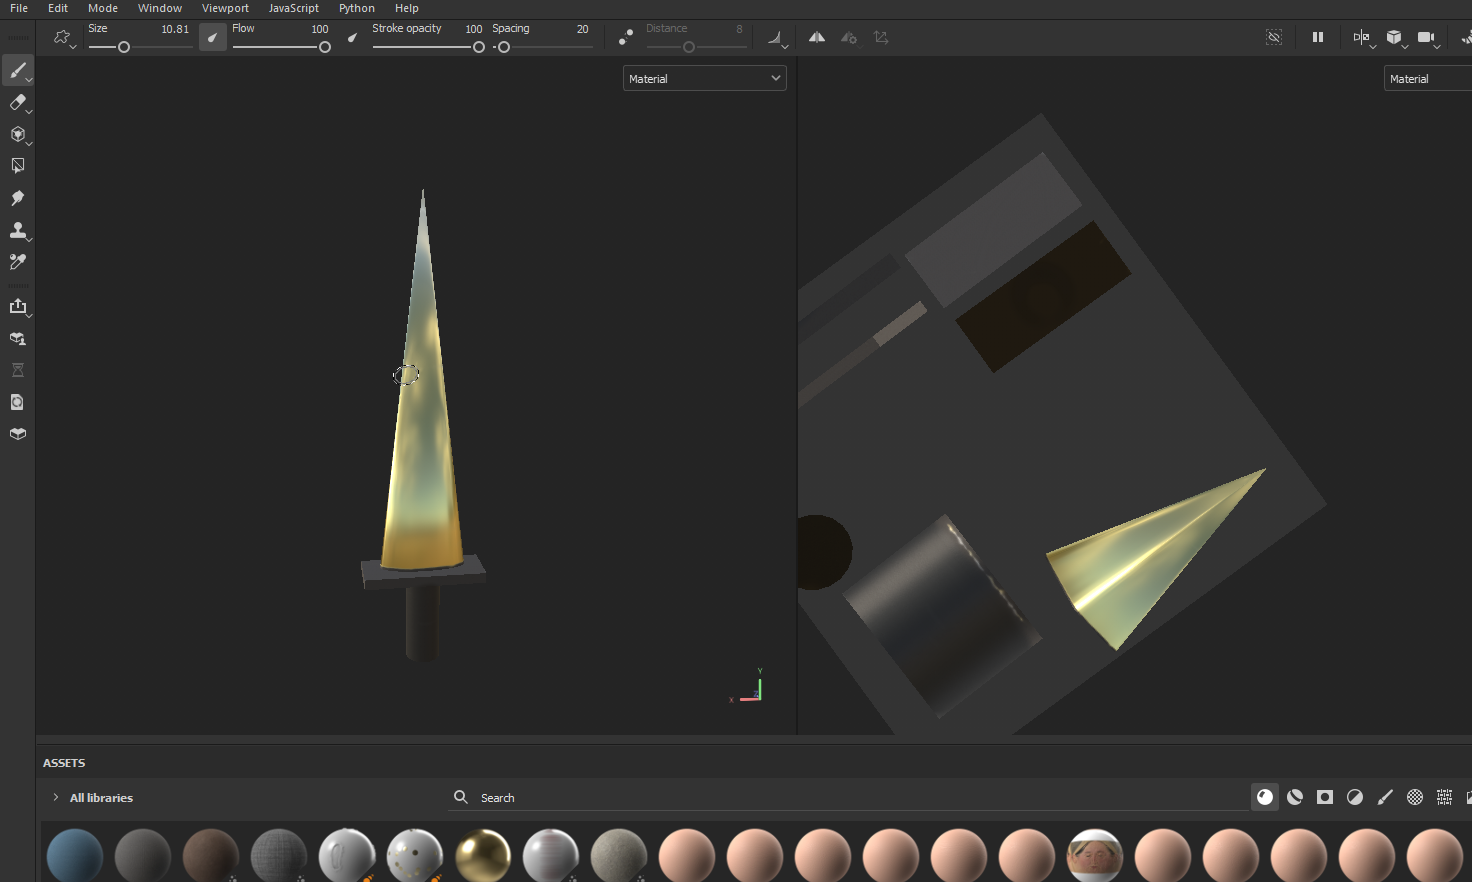 File Edit Mode Window Viewport JavaScript Python Help
Size 10.81 Flow 100 Stroke opacity 100 Spacing 20 Distance 8
Material
Material
Y
X
Z
ASSETS
All libraries
Search